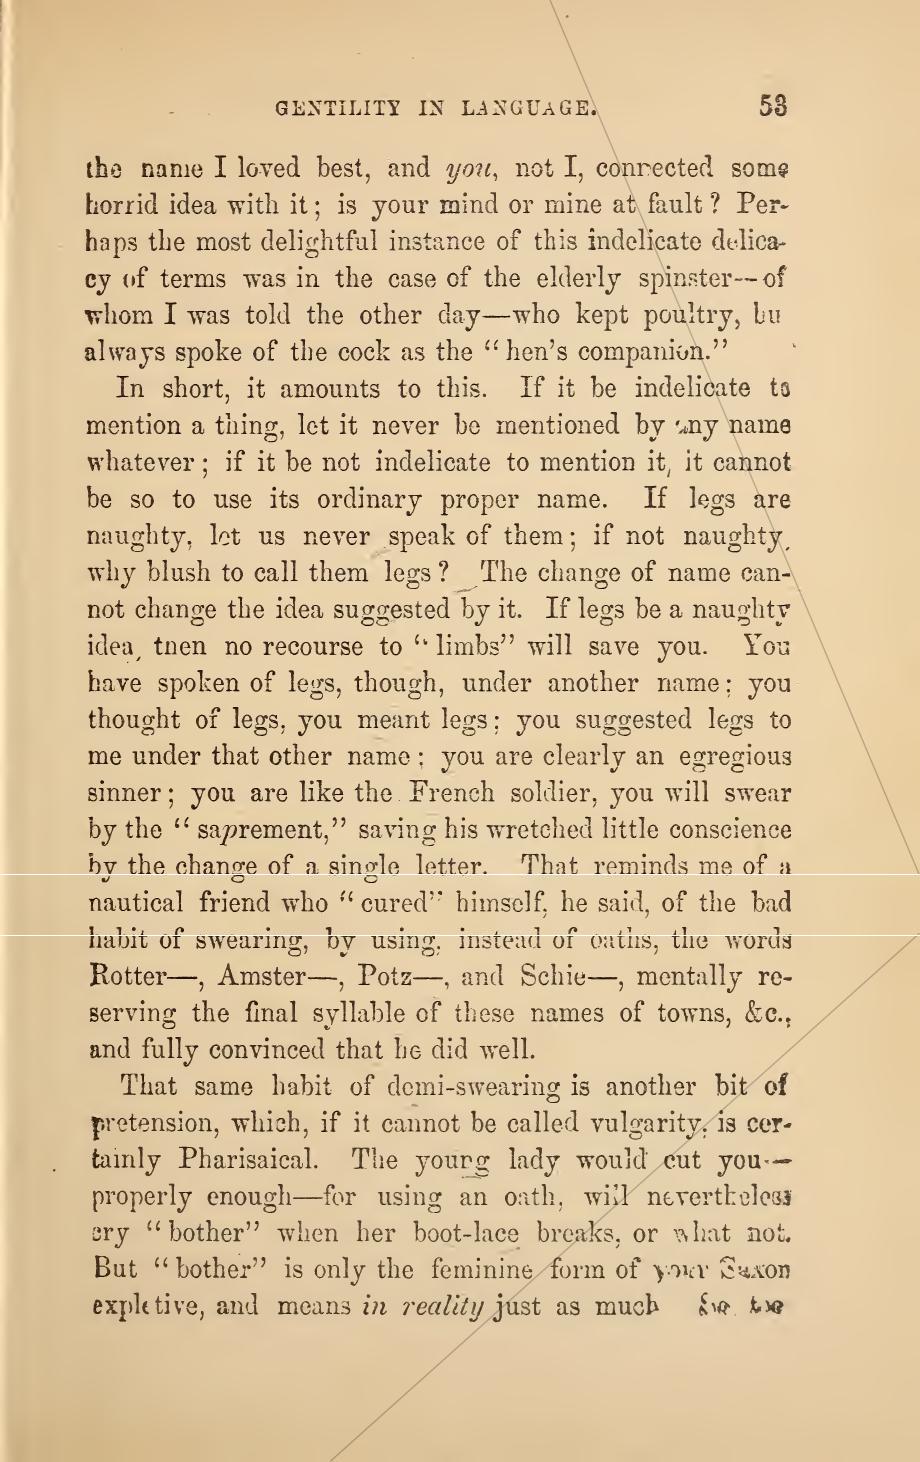 GENTILITY IN LANGUAGE. 53
the name I loved best, and you, not I, connected some
horrid idea with it; is your mind or mine at fault? Per-
haps the most delightful instance of this indelicate delica-
cy of terms was in the case of the elderly spinster—of
whom I was told the other day—who kept poultry, bu
always spoke of the cock as the “hen’s companion.”
In short, it amounts to this. If it be indelicate to
mention a thing, let it never be mentioned by any name
whatever; if it be not indelicate to mention it, it cannot
be so to use its ordinary proper name. If legs are
naughty, let us never speak of them; if not naughty,
why blush to call them legs? The change of name can-
not change the idea suggested by it. If legs be a naughty
idea, then no recourse to “limbs” will save you. You
have spoken of legs, though, under another name; you
thought of legs, you meant legs; you suggested legs to
me under that other name; you are clearly an egregious
sinner; you are like the French soldier, you will swear
by the “saprement,” saving his wretched little conscience
by the change of a single letter. That reminds me of a
nautical friend who “cured” himself, he said, of the bad
habit of swearing, by using, instead of oaths, the words
Rotter—, Amster—, Potz—, and Schie—, mentally re-
serving the final syllable of these names of towns, &c.,
and fully convinced that he did well.
That same habit of demi-swearing is another bit of
pretension, which, if it cannot be called vulgarity, is cer-
tainly Pharisaical. The young lady would cut you—
properly enough—for using an oath, will nevertheless
cry “bother” when her boot-lace breaks, or what not.
But “bother” is only the feminine form of your Saxon
expletive, and means in reality just as much